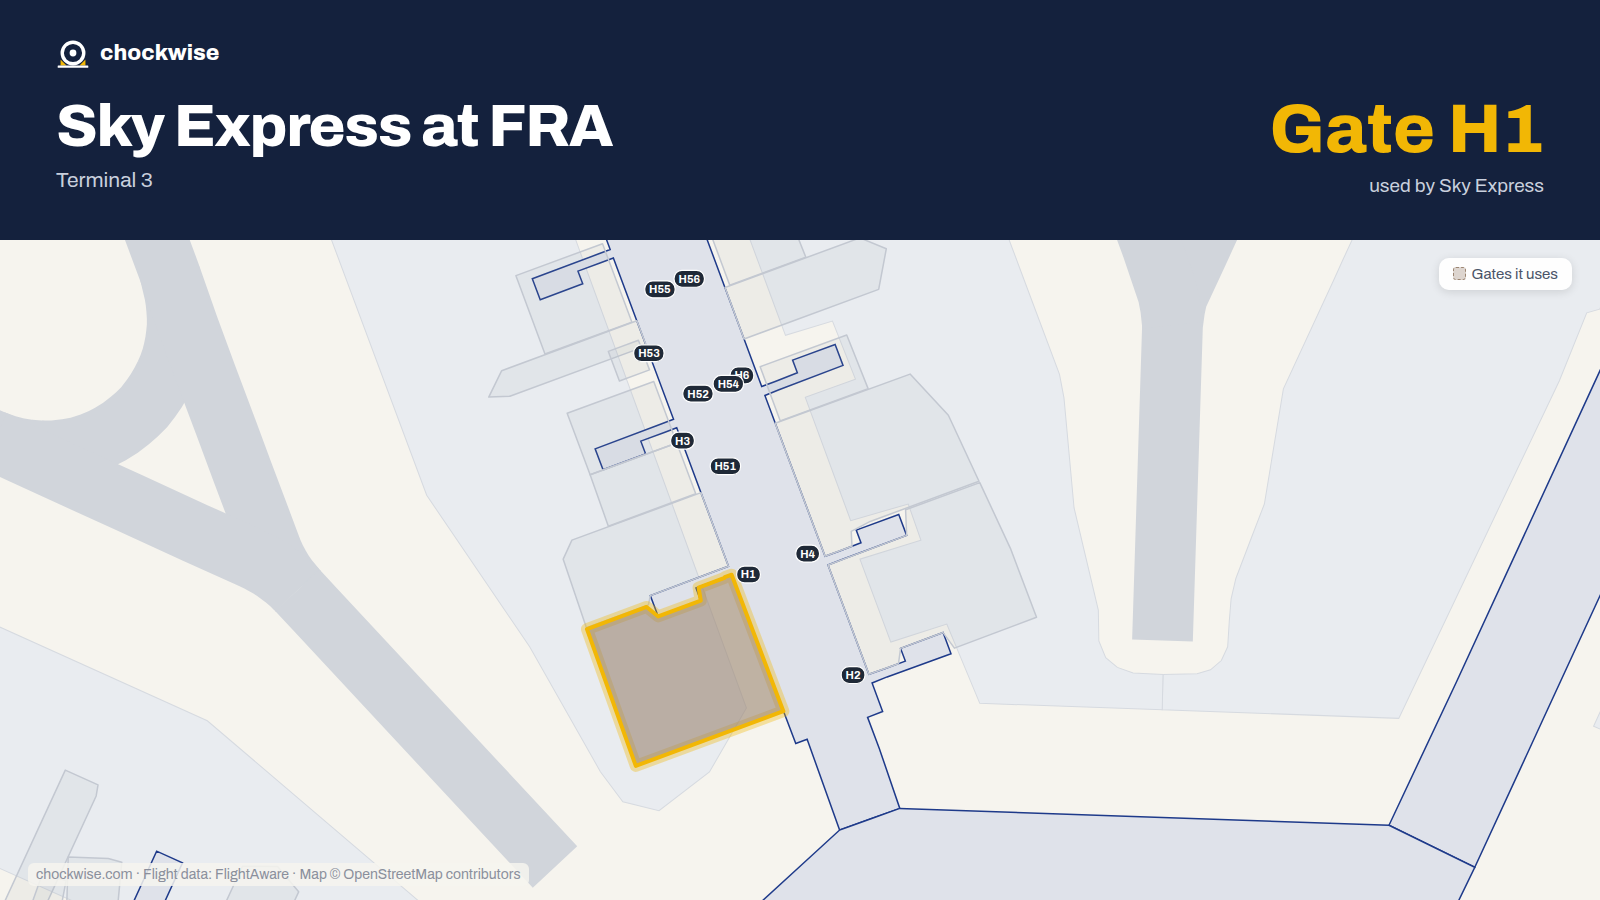 chockwise
Sky Express at FRA
Terminal 3
Gate H1
used by Sky Express
Gates it uses
H56
H55
H53
H6
H54
H52
H3
H51
H4
H1
H2
chockwise.com · Flight data: FlightAware · Map © OpenStreetMap contributors